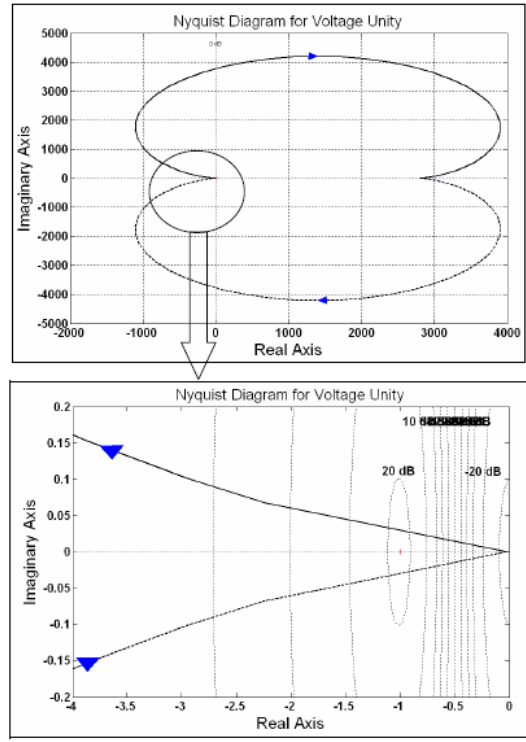 Nyquist Diagram for Voltage Unity
0 dB
5000
4000
3000
2000
1000
0
-1000
-2000
-3000
-4000
-5000
Imaginary Axis
-2000 -1000 0 1000 2000 3000 4000
Real Axis
Nyquist Diagram for Voltage Unity
0.2
0.15
0.1
0.05
0
-0.05
-0.1
-0.15
-0.2
Imaginary Axis
20 dB
-20 dB
-4 -3.5 -3 -2.5 -2 -1.5 -1 -0.5 0
Real Axis